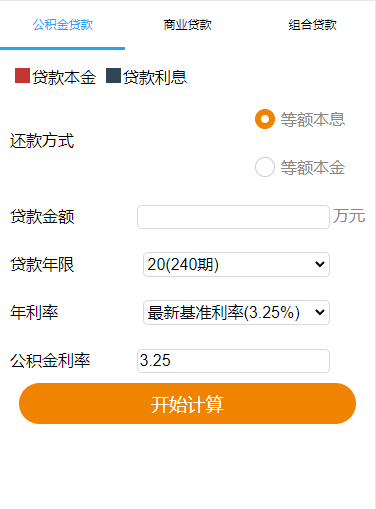 公积金贷款 商业贷款 组合贷款
贷款本金 贷款利息
还款方式
等额本息
等额本金
贷款金额 万元
贷款年限 20(240期)
年利率 最新基准利率(3.25%)
公积金利率 3.25
开始计算